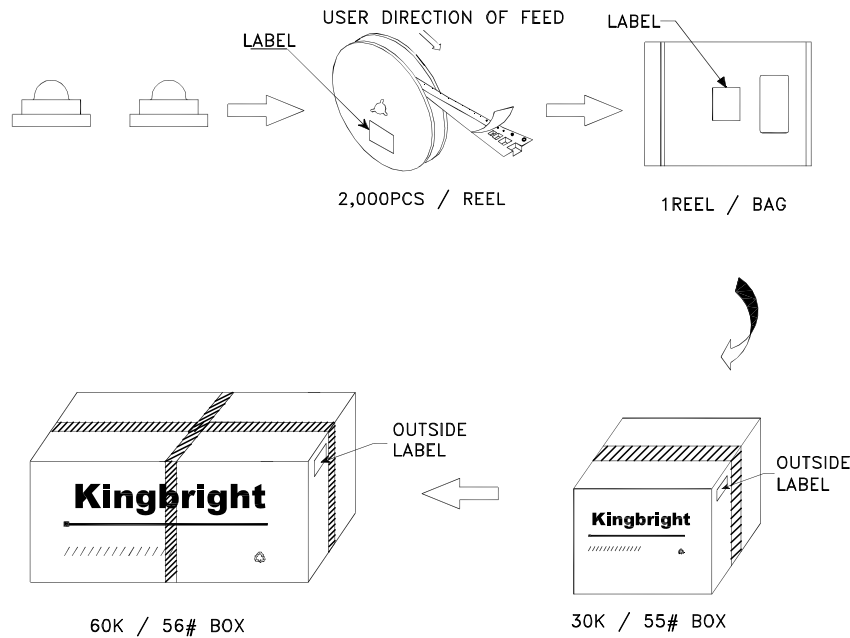 USER DIRECTION OF FEED
LABEL
LABEL
2,000PCS / REEL
1REEL / BAG
OUTSIDE
LABEL
OUTSIDE
LABEL
Kingbright
Kingbright
60K / 56# BOX
30K / 55# BOX